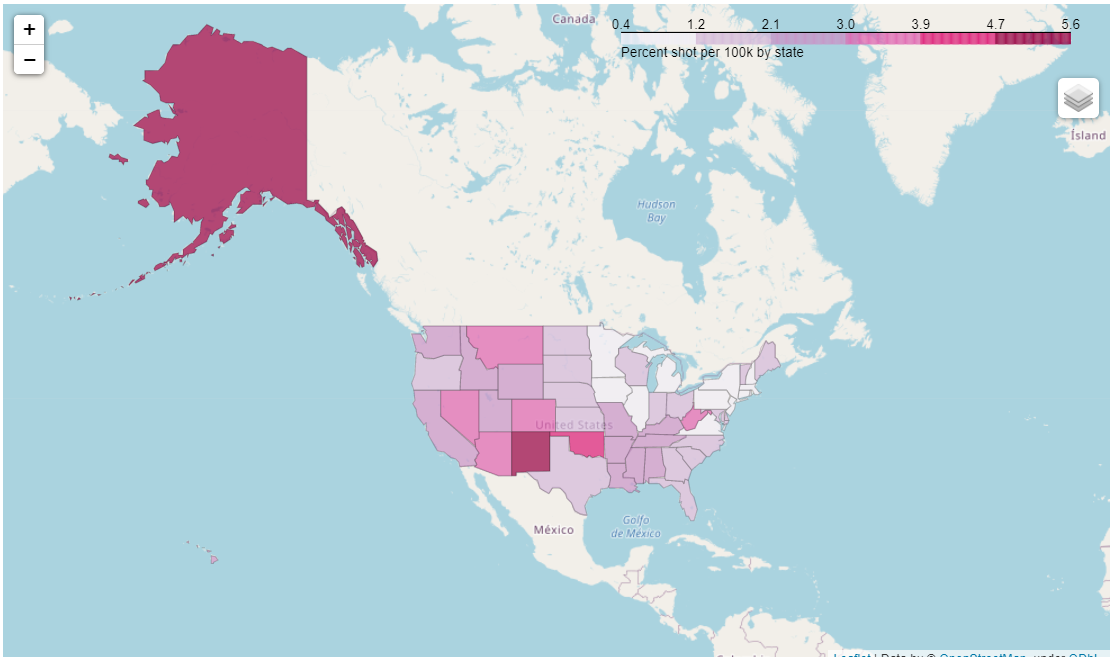 +
−
Canada
0.4 1.2 2.1 3.0 3.9 4.7 5.6
Percent shot per 100k by state
Ísland
Hudson
Bay
United States
Golfo
de México
México
Leaflet | Data by © OpenStreetMap, under ODbL